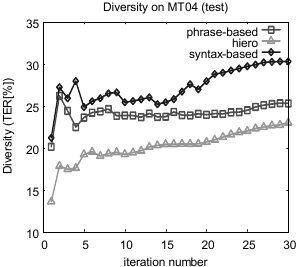 Diversity on MT04 (test)
35
30
25
20
15
10
Diversity (TER[%])
phrase-based
hiero
syntax-based
0 5 10 15 20 25 30
iteration number